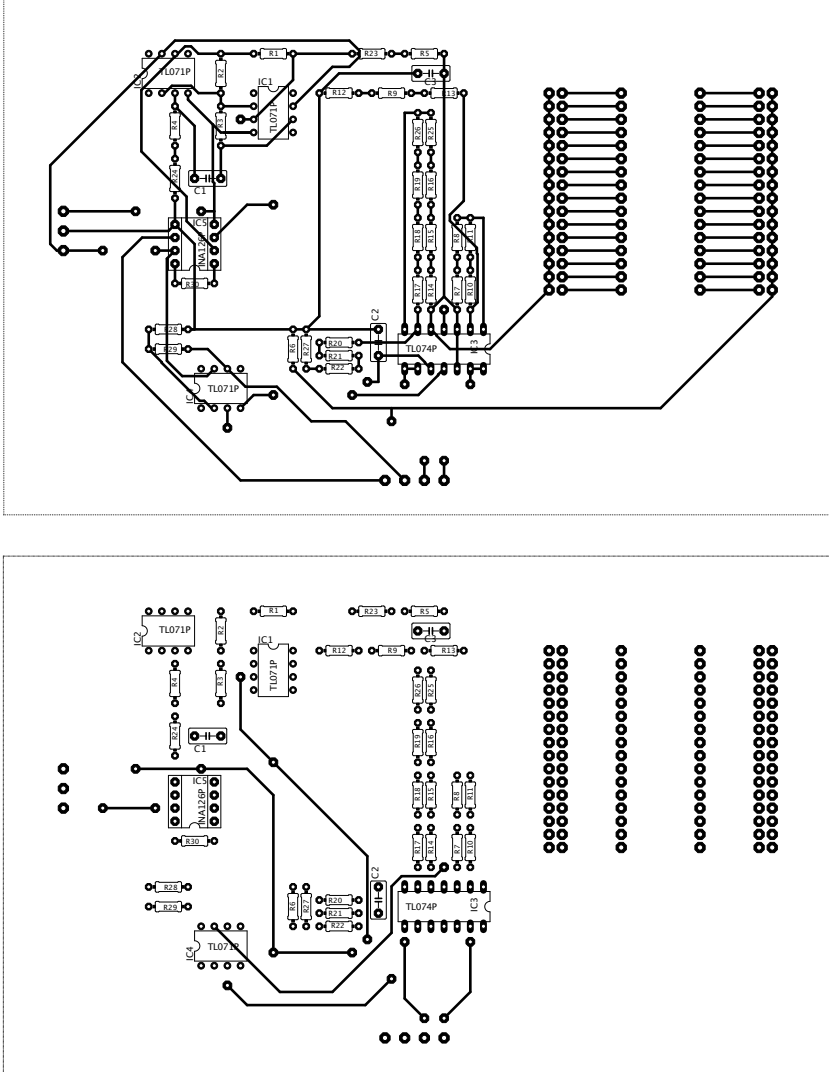 R1
R23
R5
IC2
TL071P
R2
IC1
C3
TL071P
R12
R9
R13
R4
R3
R26
R25
R24
C1
R19
R16
IC5
INA126P
R18
R15
R8
R11
R30
R17
R14
R7
R10
C2
R28
R20
IC3
R6
R27
TL074P
R29
R21
R22
TL071P
R1
R23
R5
IC2
TL071P
R2
IC1
C3
TL071P
R12
R9
R13
R4
R3
R26
R25
R24
C1
R19
R16
IC5
INA126P
R18
R15
R8
R11
R30
R17
R14
R7
R10
C2
R28
R20
IC3
R6
R27
TL074P
R29
R21
R22
IC4
TL071P